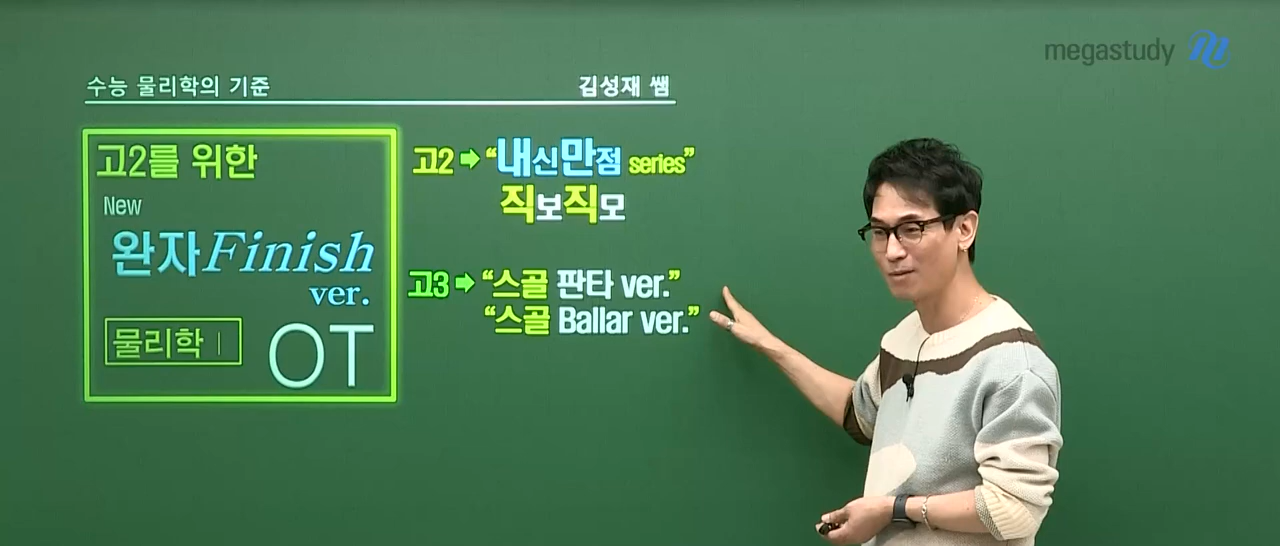 megastudy
수능 물리학의 기준 김성재 쌤
고2를 위한
New
완자Finish
ver.
물리학Ⅰ
OT
고2 ➡ “내신만점 series”
직보직모
고3 ➡ “스골 판타 ver.”
“스골 Ballar ver.”